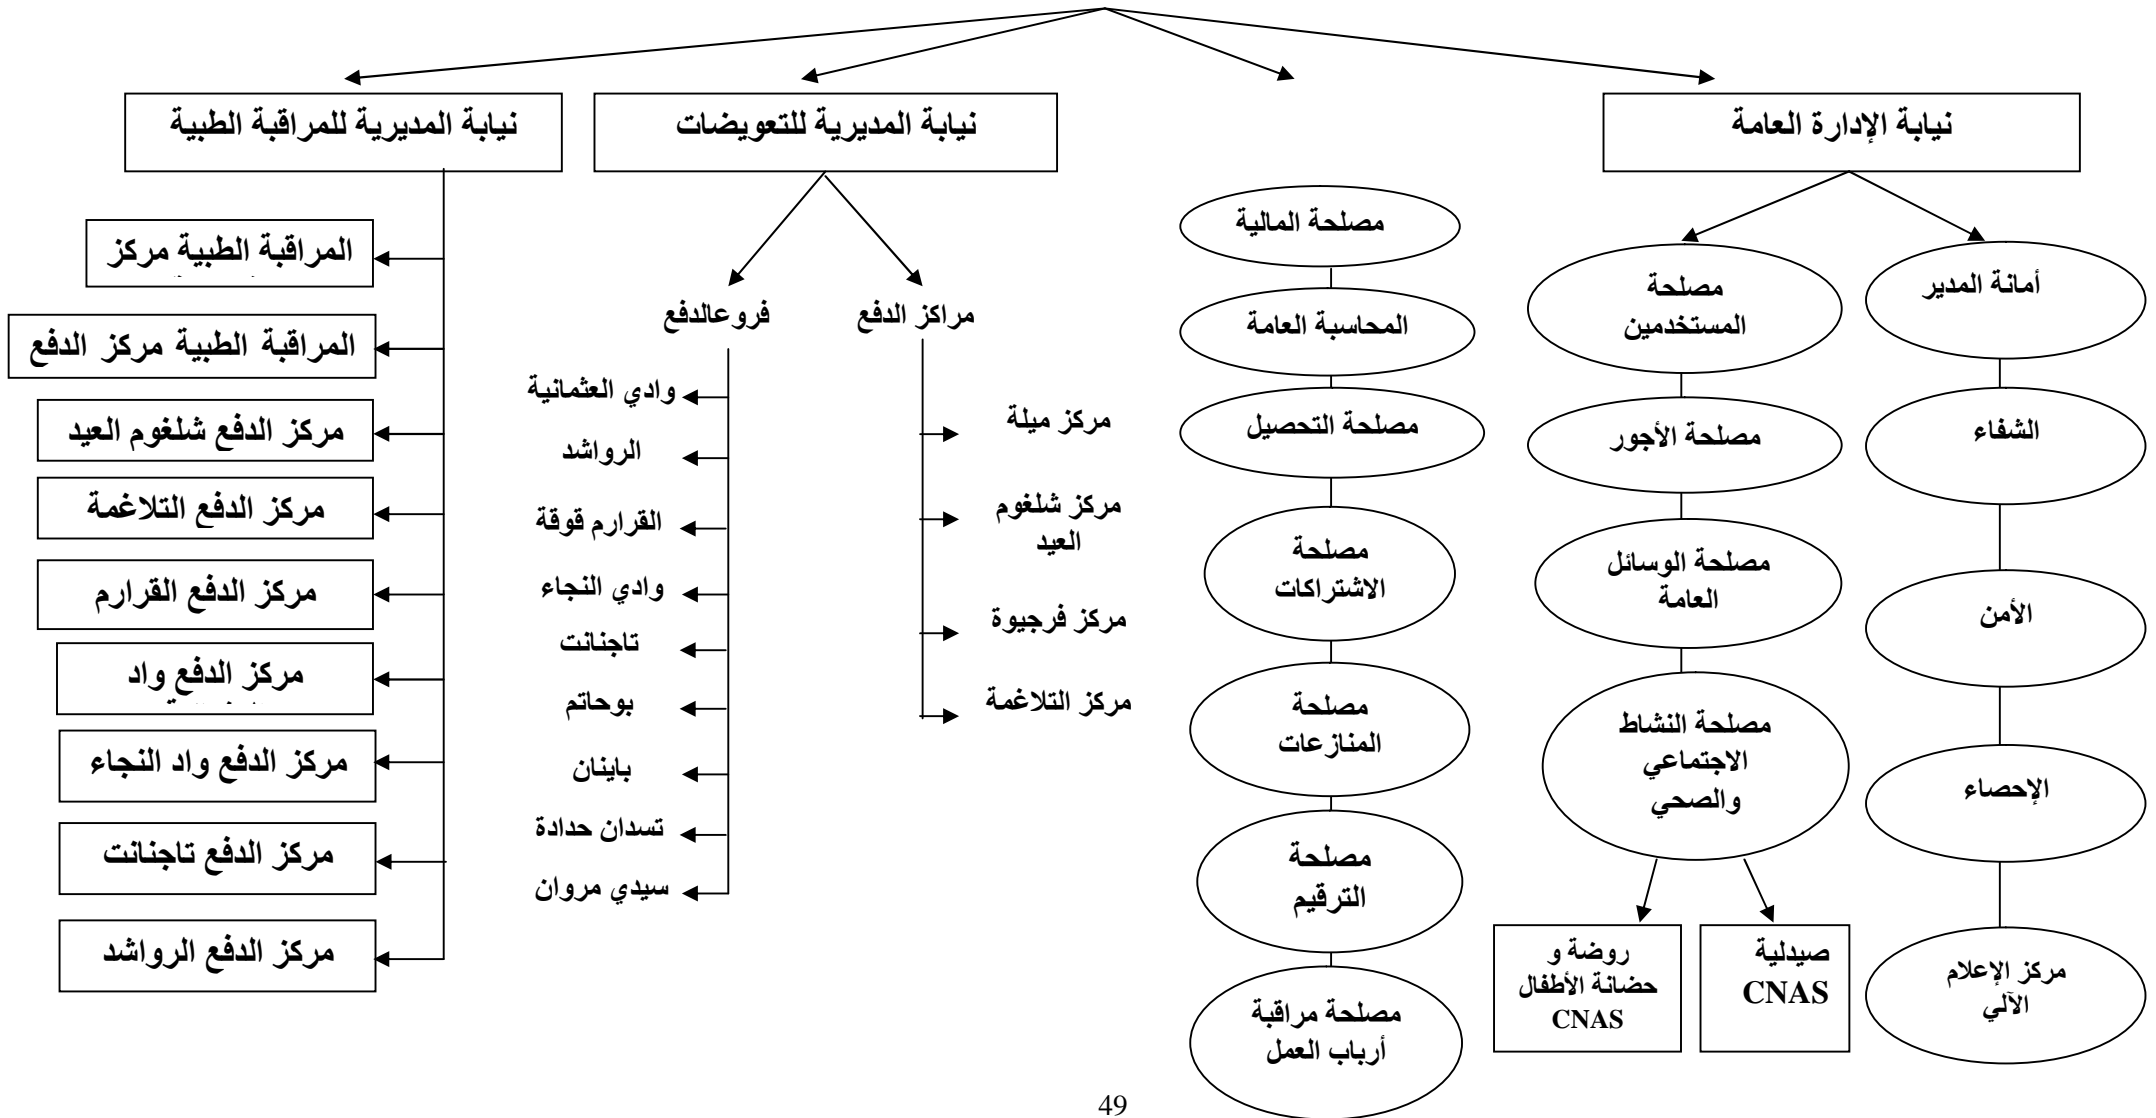 نيابة الإدارة العامة
نيابة المديرية للتعويضات
نيابة المديرية للمراقبة الطبية
أمانة المدير
الشفاء
الأمن
الإحصاء
مركز الإعلام
الآلي
مصلحة
المستخدمين
مصلحة الأجور
مصلحة الوسائل
العامة
مصلحة النشاط
الاجتماعي
والصحي
صيدلية
CNAS
روضة و
حضانة الأطفال
CNAS
مصلحة المالية
المحاسبة العامة
مصلحة التحصيل
مصلحة
الاشتراكات
مصلحة
المنازعات
مصلحة
الترقيم
مصلحة مراقبة
أرباب العمل
مراكز الدفع
مركز ميلة
مركز شلغوم
العيد
مركز فرجيوة
مركز التلاغمة
فروعالدفع
وادي العثمانية
الرواشد
القرارم قوقة
وادي النجاء
تاجنانت
بوحاتم
باينان
تسدان حدادة
سيدي مروان
المراقبة الطبية مركز
المراقبة الطبية مركز الدفع
مركز الدفع شلغوم العيد
مركز الدفع التلاغمة
مركز الدفع القرارم
مركز الدفع واد
مركز الدفع واد النجاء
مركز الدفع تاجنانت
مركز الدفع الرواشد
49